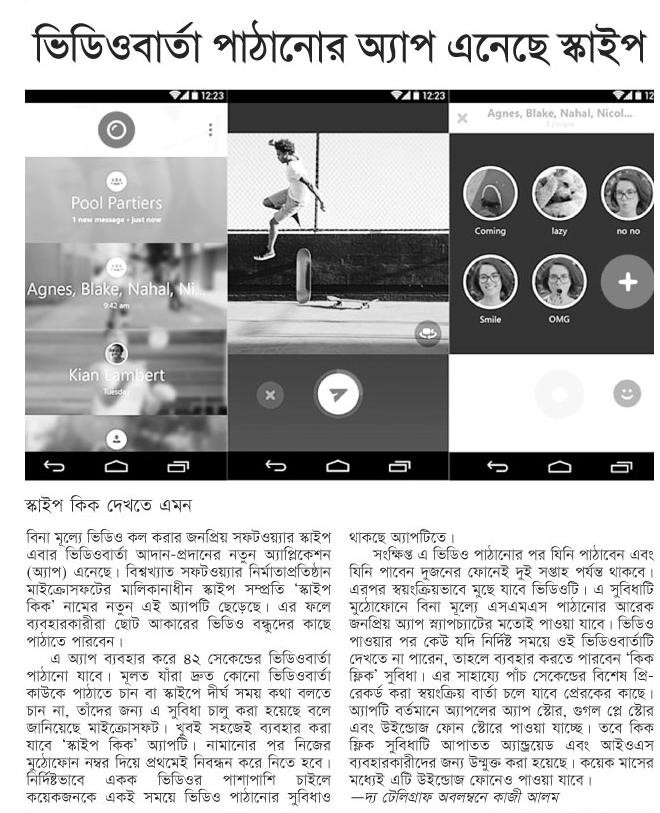 ভিডিওবার্তা পাঠানোর অ্যাপ এনেছে স্কাইপ
12:23
Pool Partiers
1 new message • just now
Agnes, Blake, Nahal, Ni...
9:42 am
Kian Lambert
Tuesday
12:23
12
Agnes, Blake, Nahal, Nicol...
5 people
Coming
lazy
no no
Smile
OMG
স্কাইপ কিক দেখতে এমন
বিনা মূল্যে ভিডিও কল করার জনপ্রিয় সফটওয়্যার স্কাইপ
এবার ভিডিওবার্তা আদান-প্রদানের নতুন অ্যাপ্লিকেশন
(অ্যাপ) এনেছে। বিশ্বখ্যাত সফটওয়্যার নির্মাতাপ্রতিষ্ঠান
মাইক্রোসফটের মালিকানাধীন স্কাইপ সম্প্রতি ‘স্কাইপ
কিক’ নামের নতুন এই অ্যাপটি ছেড়েছে। এর ফলে
ব্যবহারকারীরা ছোট আকারের ভিডিও বন্ধুদের কাছে
পাঠাতে পারবেন।
এ অ্যাপ ব্যবহার করে ৪২ সেকেন্ডের ভিডিওবার্তা
পাঠানো যাবে। মূলত যাঁরা দ্রুত কোনো ভিডিওবার্তা
কাউকে পাঠাতে চান বা স্কাইপে দীর্ঘ সময় কথা বলতে
চান না, তাঁদের জন্য এ সুবিধা চালু করা হয়েছে বলে
জানিয়েছে মাইক্রোসফট। খুবই সহজেই ব্যবহার করা
যাবে ‘স্কাইপ কিক’ অ্যাপটি। নামানোর পর নিজের
মুঠোফোন নম্বর দিয়ে প্রথমেই নিবন্ধন করে নিতে হবে।
নির্দিষ্টভাবে একক ভিডিওর পাশাপাশি চাইলে
কয়েকজনকে একই সময়ে ভিডিও পাঠানোর সুবিধাও
থাকছে অ্যাপটিতে।
সংক্ষিপ্ত এ ভিডিও পাঠানোর পর যিনি পাঠাবেন এবং
যিনি পাবেন দুজনের ফোনেই দুই সপ্তাহ পর্যন্ত থাকবে।
এরপর স্বয়ংক্রিয়ভাবে মুছে যাবে ভিডিওটি। এ সুবিধাটি
মুঠোফোনে বিনা মূল্যে এসএমএস পাঠানোর আরেক
জনপ্রিয় অ্যাপ স্ন্যাপচ্যাটের মতোই পাওয়া যাবে। ভিডিও
পাওয়ার পর কেউ যদি নির্দিষ্ট সময়ে ওই ভিডিওবার্তাটি
দেখতে না পারেন, তাহলে ব্যবহার করতে পারবেন ‘কিক
ফ্লিক’ সুবিধা। এর সাহায্যে পাঁচ সেকেন্ডের বিশেষ প্রি-
রেকর্ড করা স্বয়ংক্রিয় বার্তা চলে যাবে প্রেরকের কাছে।
অ্যাপটি বর্তমানে অ্যাপলের অ্যাপ স্টোর, গুগল প্লে স্টোর
এবং উইন্ডোজ ফোন স্টোরে পাওয়া যাচ্ছে। তবে কিক
ফ্লিক সুবিধাটি আপাতত অ্যান্ড্রয়েড এবং আইওএস
ব্যবহারকারীদের জন্য উন্মুক্ত করা হয়েছে। কয়েক মাসের
মধ্যেই এটি উইন্ডোজ ফোনেও পাওয়া যাবে।
—দ্য টেলিগ্রাফ অবলম্বনে কাজী আলম